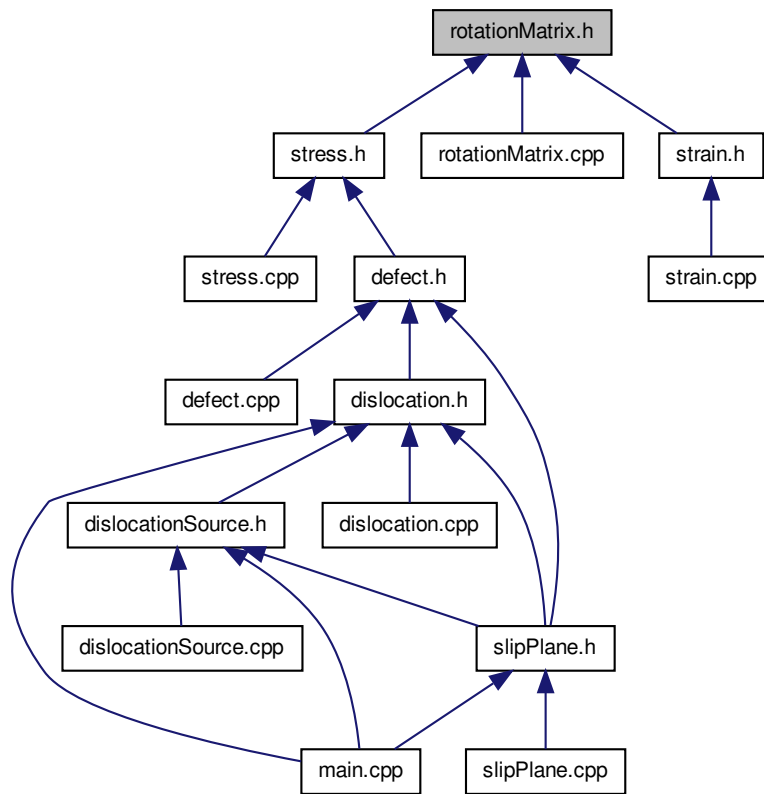 rotationMatrix.h
stress.h
rotationMatrix.cpp
strain.h
stress.cpp
defect.h
strain.cpp
defect.cpp
dislocation.h
dislocationSource.h
dislocation.cpp
dislocationSource.cpp
slipPlane.h
main.cpp
slipPlane.cpp